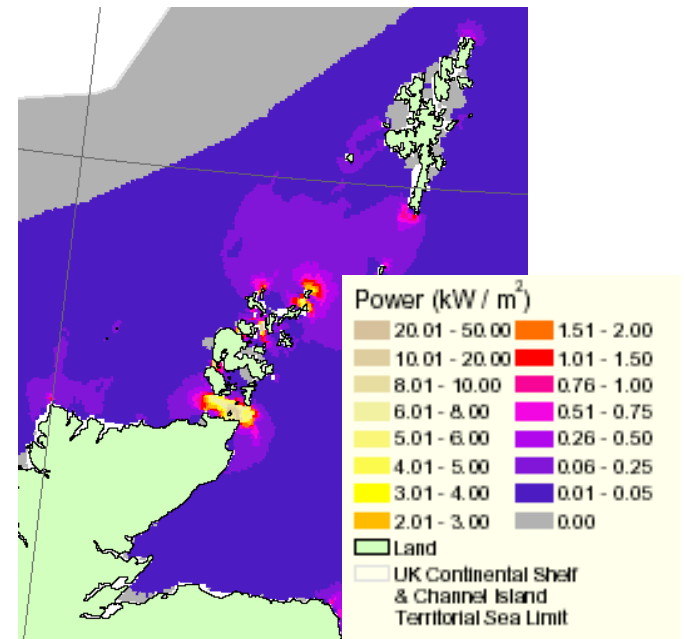 Power (kW / m²)
20.01 - 50.00
10.01 - 20.00
8.01 - 10.00
6.01 - 8.00
5.01 - 6.00
4.01 - 5.00
3.01 - 4.00
2.01 - 3.00
1.51 - 2.00
1.01 - 1.50
0.76 - 1.00
0.51 - 0.75
0.26 - 0.50
0.06 - 0.25
0.01 - 0.05
0.00
Land
UK Continental Shelf
& Channel Island
Territorial Sea Limit